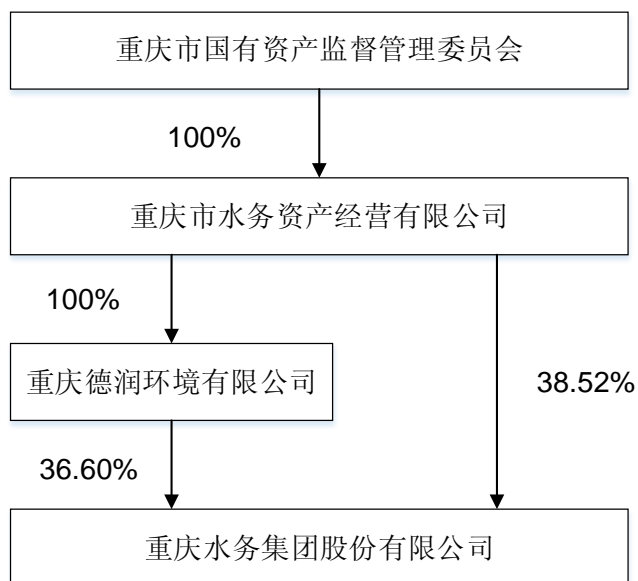 重庆市国有资产监督管理委员会
100%
重庆市水务资产经营有限公司
100%
重庆德润环境有限公司
38.52%
36.60%
重庆水务集团股份有限公司